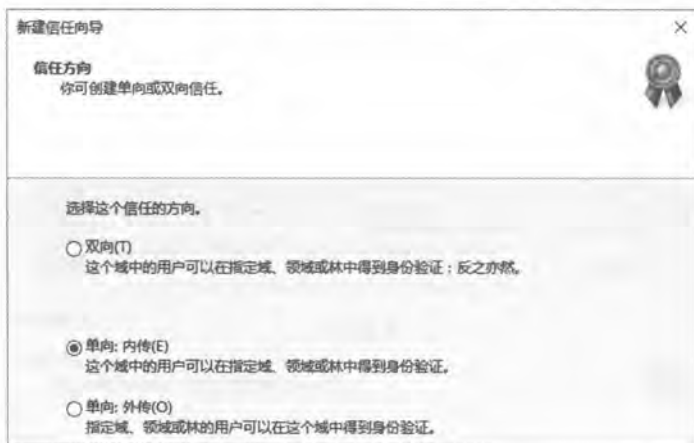 新建信任向导
信任方向
你可创建单向或双向信任。
选择这个信任的方向。
双向(T)
这个域中的用户可以在指定域、领域或林中得到身份验证；反之亦然。
单向: 内传(E)
这个域中的用户可以在指定域、领域或林中得到身份验证。
单向: 外传(O)
指定域、领域或林的用户可以在这个域中得到身份验证。